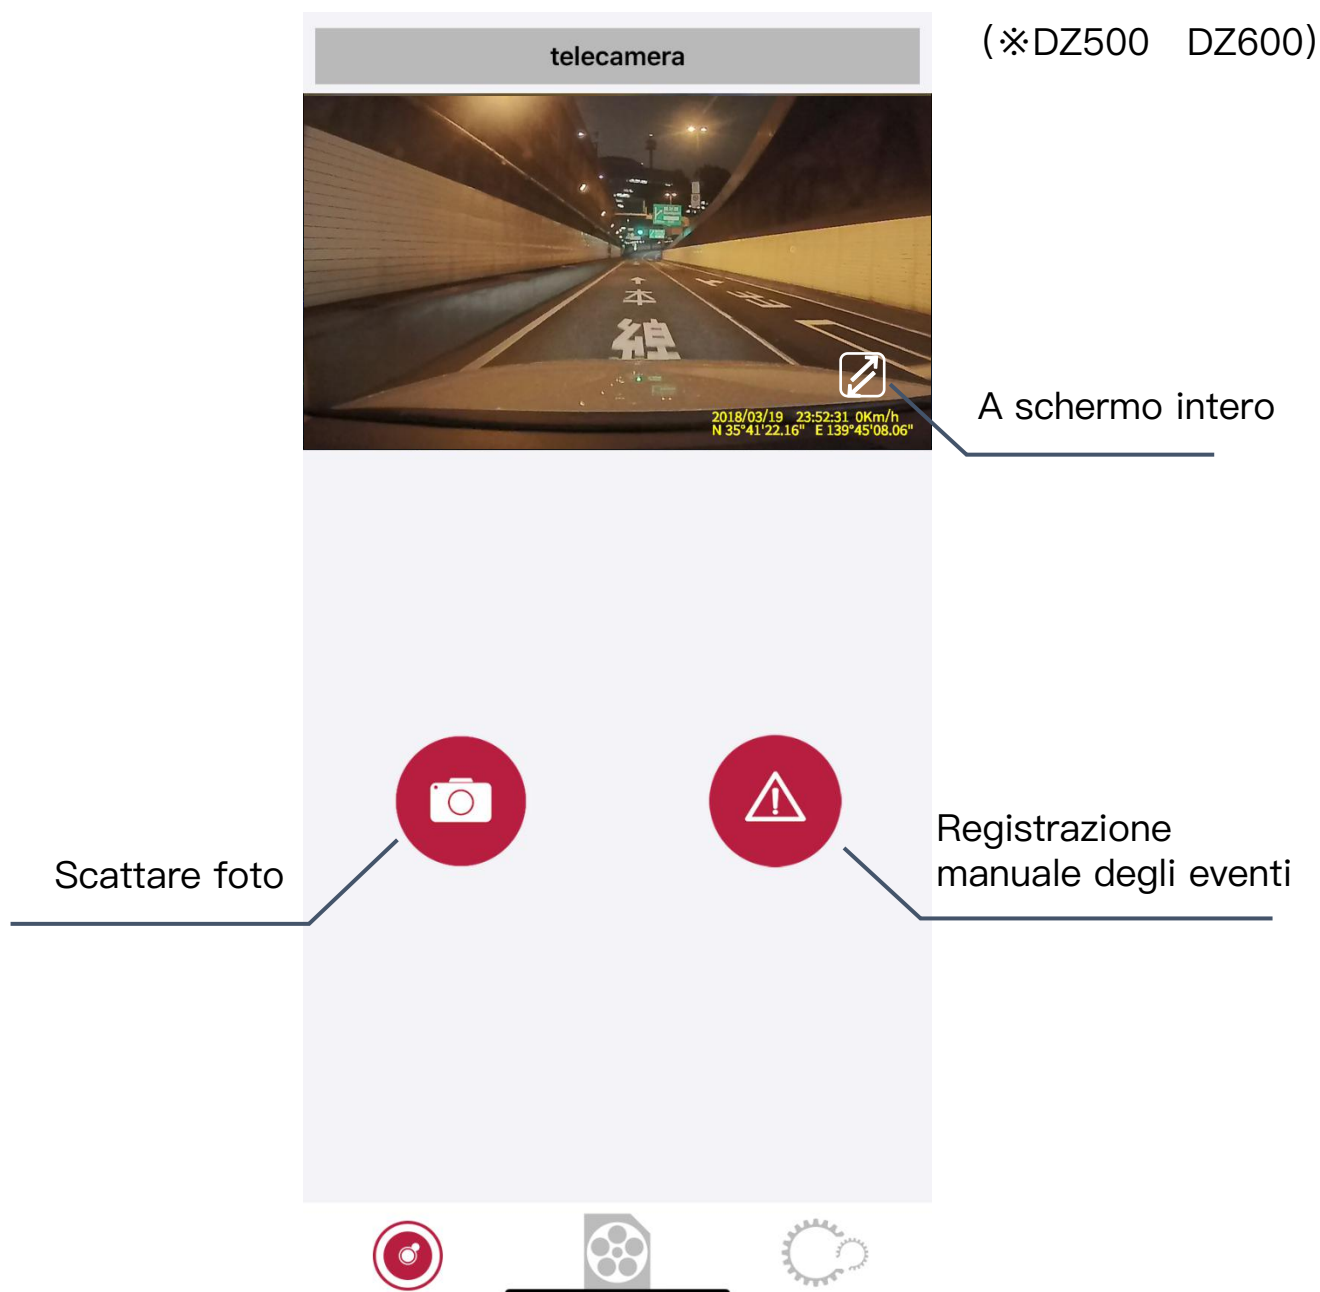 (※DZ500 DZ600)
telecamera
本
線
2018/03/19 23:52:31 0Km/h
N 35°41'22.16" E 139°45'08.06"
A schermo intero
Scattare foto
Registrazione
manuale degli eventi